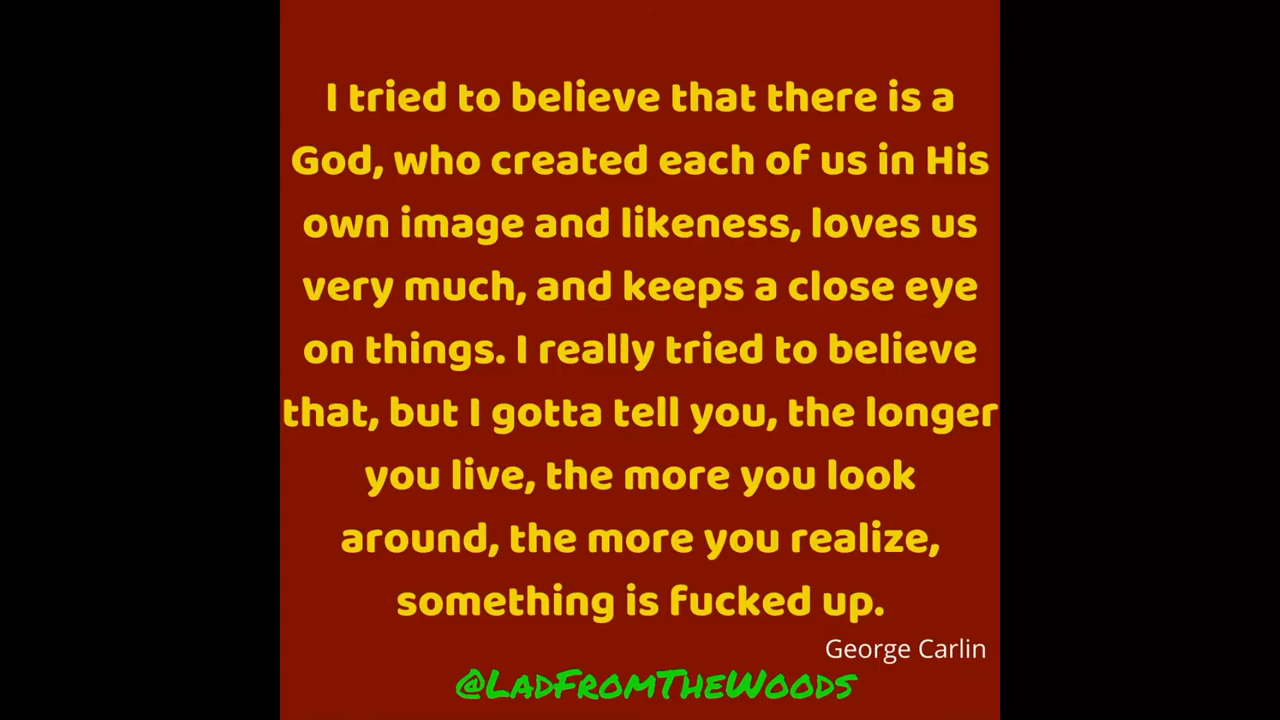 I tried to believe that there is a
God, who created each of us in His
own image and likeness, loves us
very much, and keeps a close eye
on things. I really tried to believe
that, but I gotta tell you, the longer
you live, the more you look
around, the more you realize,
something is fucked up.
George Carlin
@LadFromTheWoods